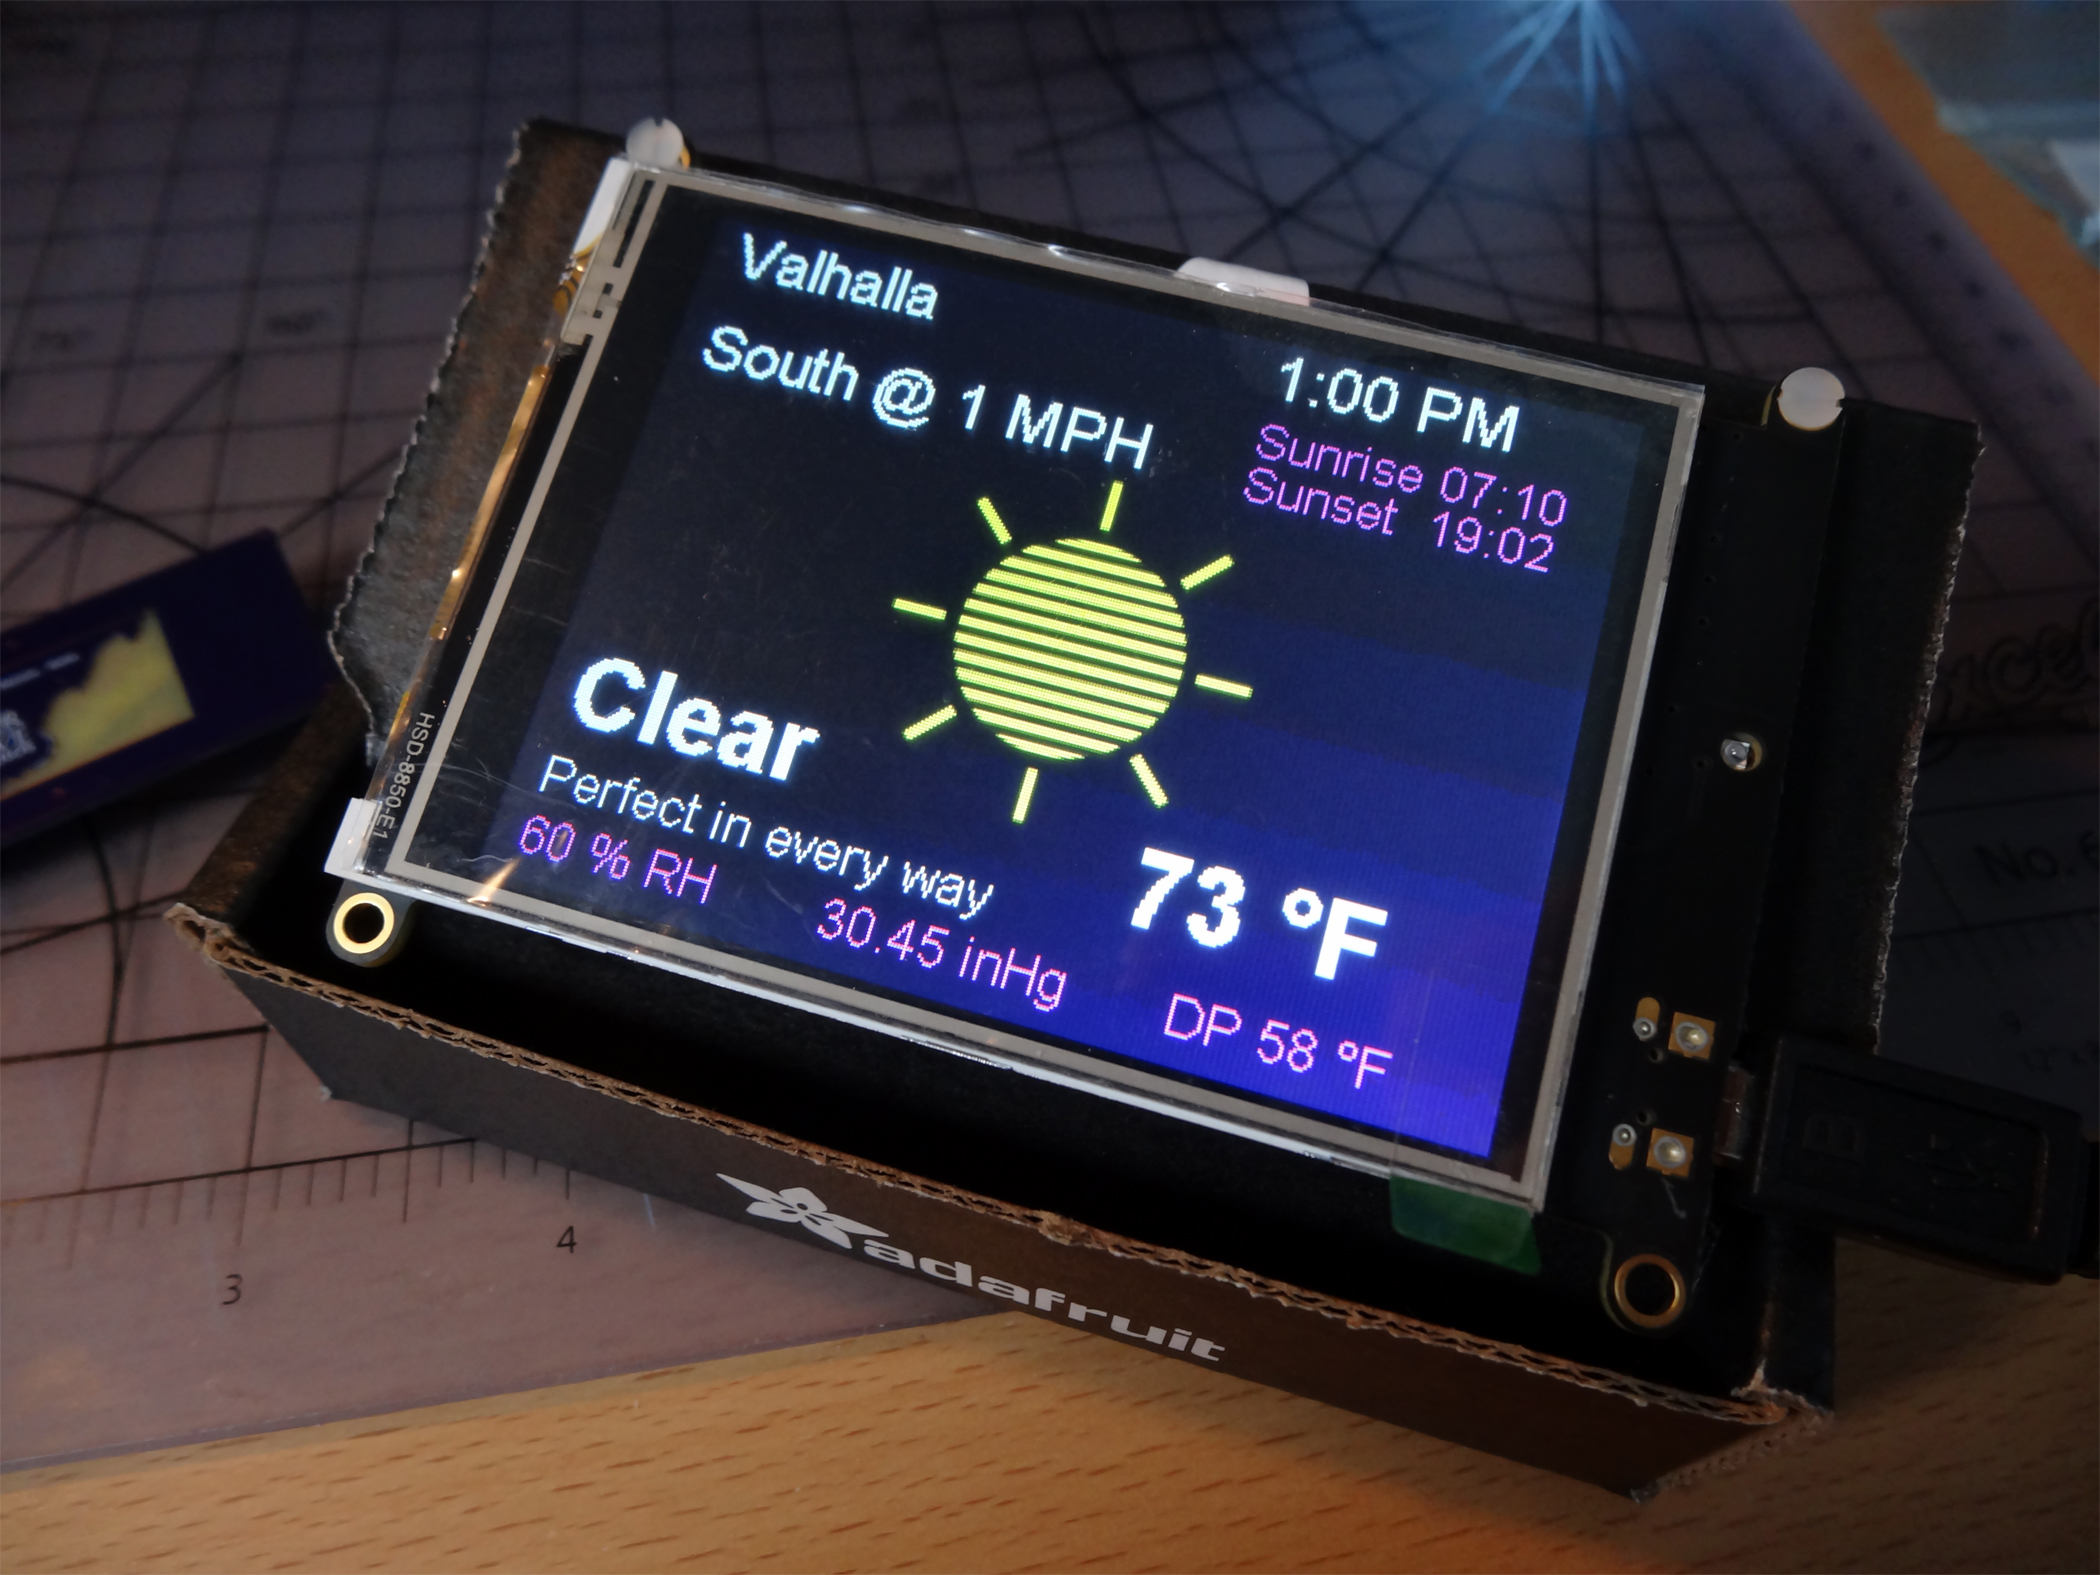 Valhalla
South @ 1 MPH
1:00 PM
Sunrise 07:10
Sunset 19:02
Clear
Perfect in every way
60 % RH
30.45 inHg
73 °F
DP 58 °F
HSD-8850-E1
adafruit
3
4
No.